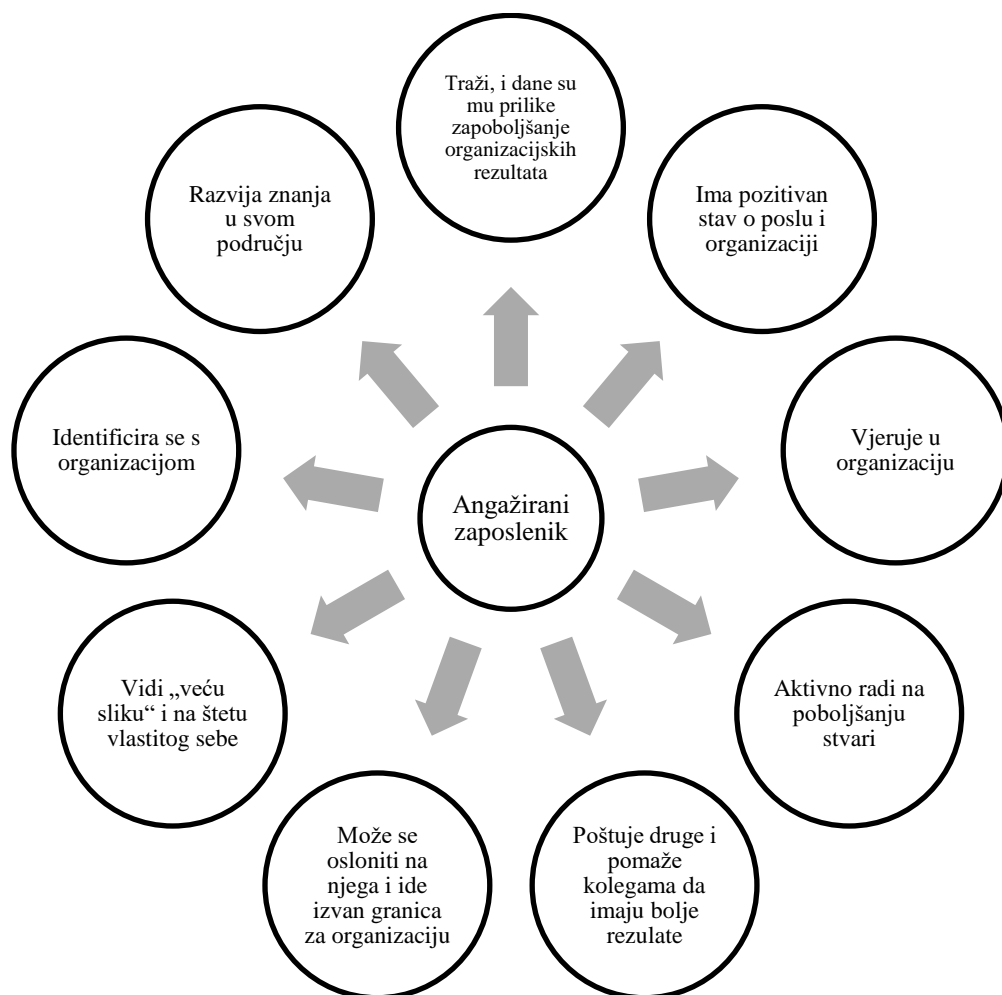 Traži, i dane su
mu prilike
zapoboljšanje
organizacijskih
rezultata
Ima pozitivan
stav o poslu i
organizaciji
Vjeruje u
organizaciju
Aktivno radi na
poboljšanju
stvari
Poštuje druge i
pomaže
kolegama da
imaju bolje
rezulate
Može se
osloniti na
njega i ide
izvan granica
za organizaciju
Vidi „veću
sliku“ i na štetu
vlastitog sebe
Identificira se s
organizacijom
Razvija znanja
u svom
području
Angažirani
zaposlenik